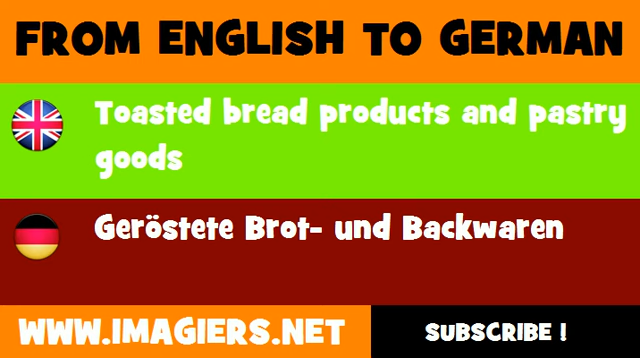 FROM ENGLISH TO GERMAN
Toasted bread products and pastry
goods
Geröstete Brot- und Backwaren
WWW.IMAGIERS.NET
SUBSCRIBE !